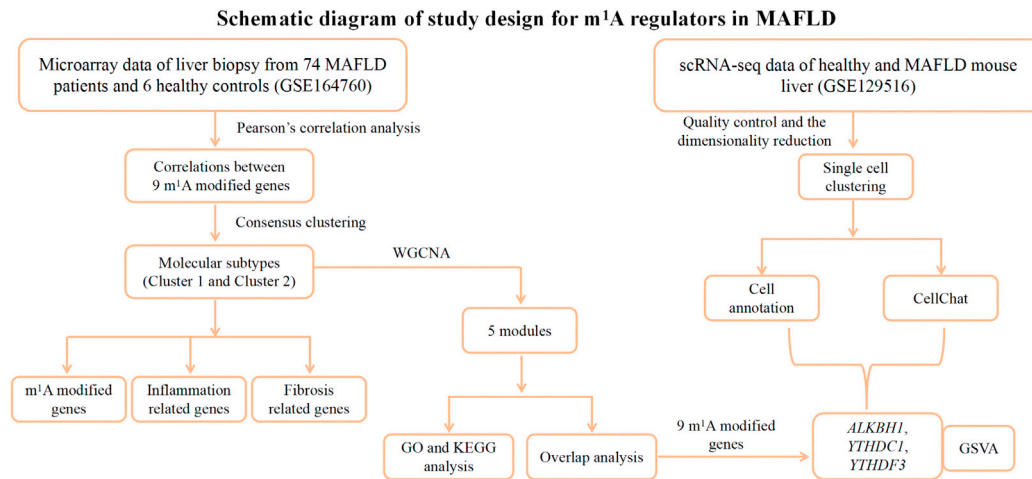 Schematic diagram of study design for m¹A regulators in MAFLD
Microarray data of liver biopsy from 74 MAFLD
patients and 6 healthy controls (GSE164760)
Pearson's correlation analysis
Correlations between
9 m¹A modified genes
Consensus clustering
Molecular subtypes
(Cluster 1 and Cluster 2)
WGCNA
m¹A modified
genes
Inflammation
related genes
Fibrosis
related genes
5 modules
GO and KEGG
analysis
Overlap analysis
9 m¹A modified
genes
scRNA-seq data of healthy and MAFLD mouse
liver (GSE129516)
Quality control and the
dimensionality reduction
Single cell
clustering
Cell
annotation
CellChat
ALKBH1,
YTHDC1,
YTHDF3
GSVA